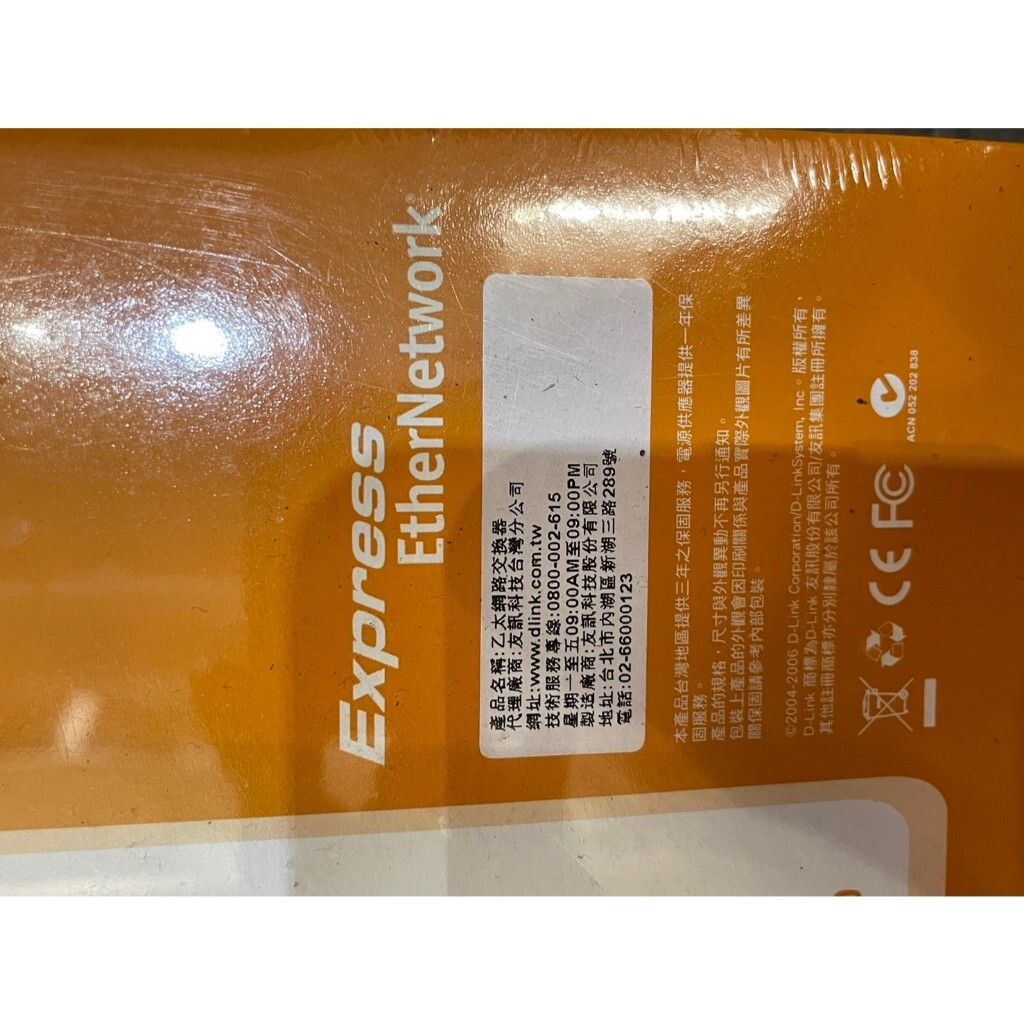 Express
EtherNetwork®
產品名稱:乙太網路交換器
代理廠商:友訊科技台灣分公司
網址:www.dlink.com.tw
技術服務專線:0800-002-615
星期一至五09:00AM至09:00PM
製造廠商:友訊科技股份有限公司
地址:台北市內湖區新湖三路289號
電話:02-66000123
本產品台灣地區提供三年之保固服務，電源供應器提供一年保
固服務。
產品的規格，尺寸與外觀異動不再另行通知。
包裝上產品的外觀會因印刷關係與產品實際外觀圖片有所差異。
關保固請參考內部包裝。
©2004-2006 D-Link Corporation/D-LinkSystem, Inc。版權所有，
D-Link 商標為D-Link 友訊股份有限公司/友訊集團註冊所擁有。
其他註冊商標亦分別隸屬於該公司所有。
CE FC
ACN 052 202 838